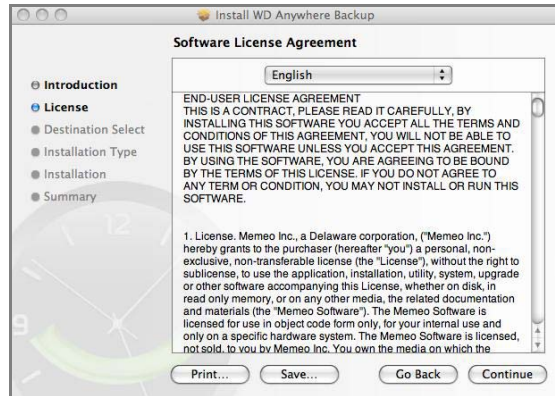 Install WD Anywhere Backup
Software License Agreement
Introduction
License
Destination Select
Installation Type
Installation
Summary
English
END-USER LICENSE AGREEMENT
THIS IS A CONTRACT, PLEASE READ IT CAREFULLY, BY
INSTALLING THIS SOFTWARE YOU ACCEPT ALL THE TERMS AND
CONDITIONS OF THIS AGREEMENT, YOU WILL NOT BE ABLE TO
USE THIS SOFTWARE UNLESS YOU ACCEPT THIS AGREEMENT.
BY USING THE SOFTWARE, YOU ARE AGREEING TO BE BOUND
BY THE TERMS OF THIS LICENSE. IF YOU DO NOT AGREE TO
ANY TERM OR CONDITION, YOU MAY NOT INSTALL OR RUN THIS
SOFTWARE.
1. License. Memeo Inc., a Delaware corporation, ("Memeo Inc.")
hereby grants to the purchaser (hereafter "you") a personal, non-
exclusive, non-transferable license (the "License"), without the right to
sublicense, to use the application, installation, utility, system, upgrade
or other software accompanying this License, whether on disk, in
read only memory, or on any other media, the related documentation
and materials (the "Memeo Software"). The Memeo Software is
licensed for use in object code form only, for your internal use and
only on a specific hardware system. The Memeo Software is licensed,
not sold, to you by Memeo Inc. You own the media on which the
Print...
Save...
Go Back
Continue
12
9